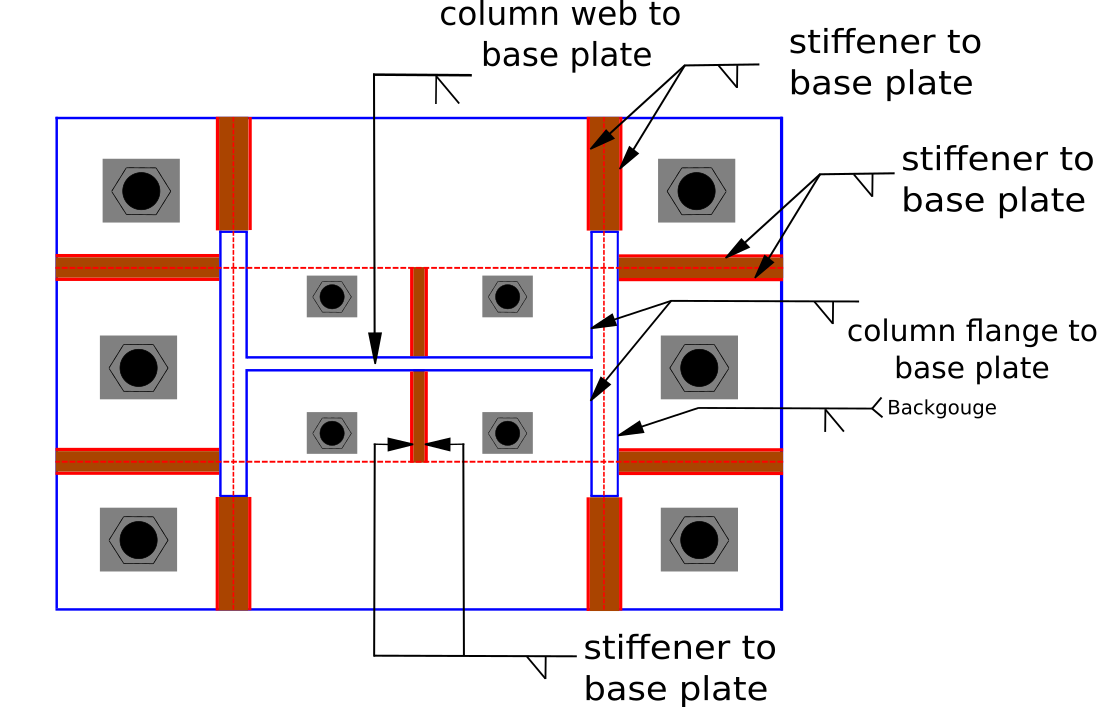 column web to
base plate
stiffener to
base plate
stiffener to
base plate
column flange to
base plate
Backgouge
stiffener to
base plate